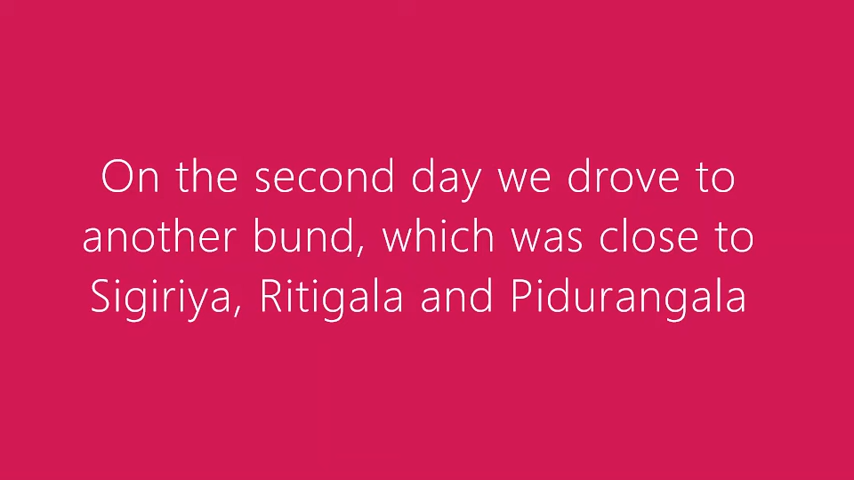 On the second day we drove to
another bund, which was close to
Sigiriya, Ritigala and Pidurangala